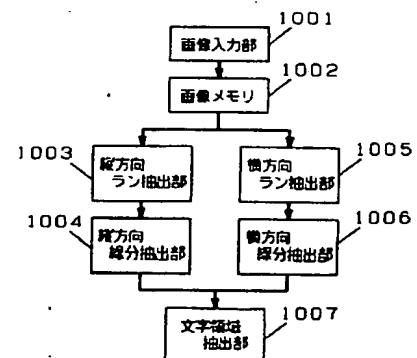 1001
画像入力部
1002
画像メモリ
1003
縦方向
ラン抽出部
1005
横方向
ラン抽出部
1004
縦方向
線分抽出部
1006
横方向
線分抽出部
1007
文字領域
抽出部